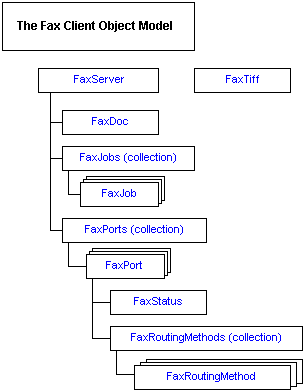 The Fax Client Object Model
FaxServer
FaxTiff
FaxDoc
FaxJobs (collection)
FaxJob
FaxPorts (collection)
FaxPort
FaxStatus
FaxRoutingMethods (collection)
FaxRoutingMethod